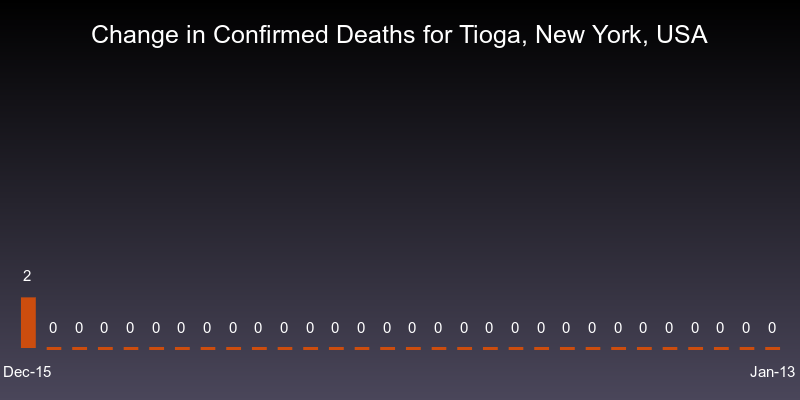 Change in Confirmed Deaths for Tioga, New York, USA
2
0 0 0 0 0 0 0 0 0 0 0 0 0 0 0 0 0 0 0 0 0 0 0 0 0 0 0 0 0
Dec-15 Jan-13